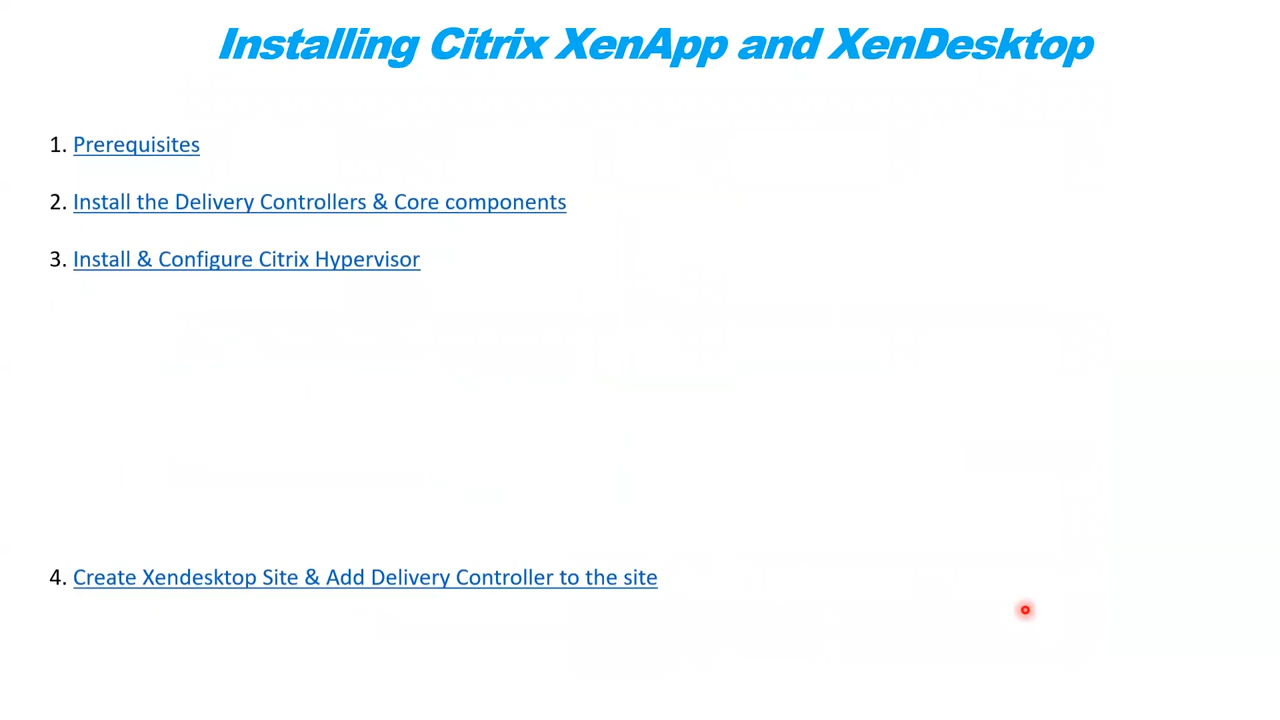 Installing Citrix XenApp and XenDesktop
1. Prerequisites
2. Install the Delivery Controllers & Core components
3. Install & Configure Citrix Hypervisor
4. Create Xendesktop Site & Add Delivery Controller to the site